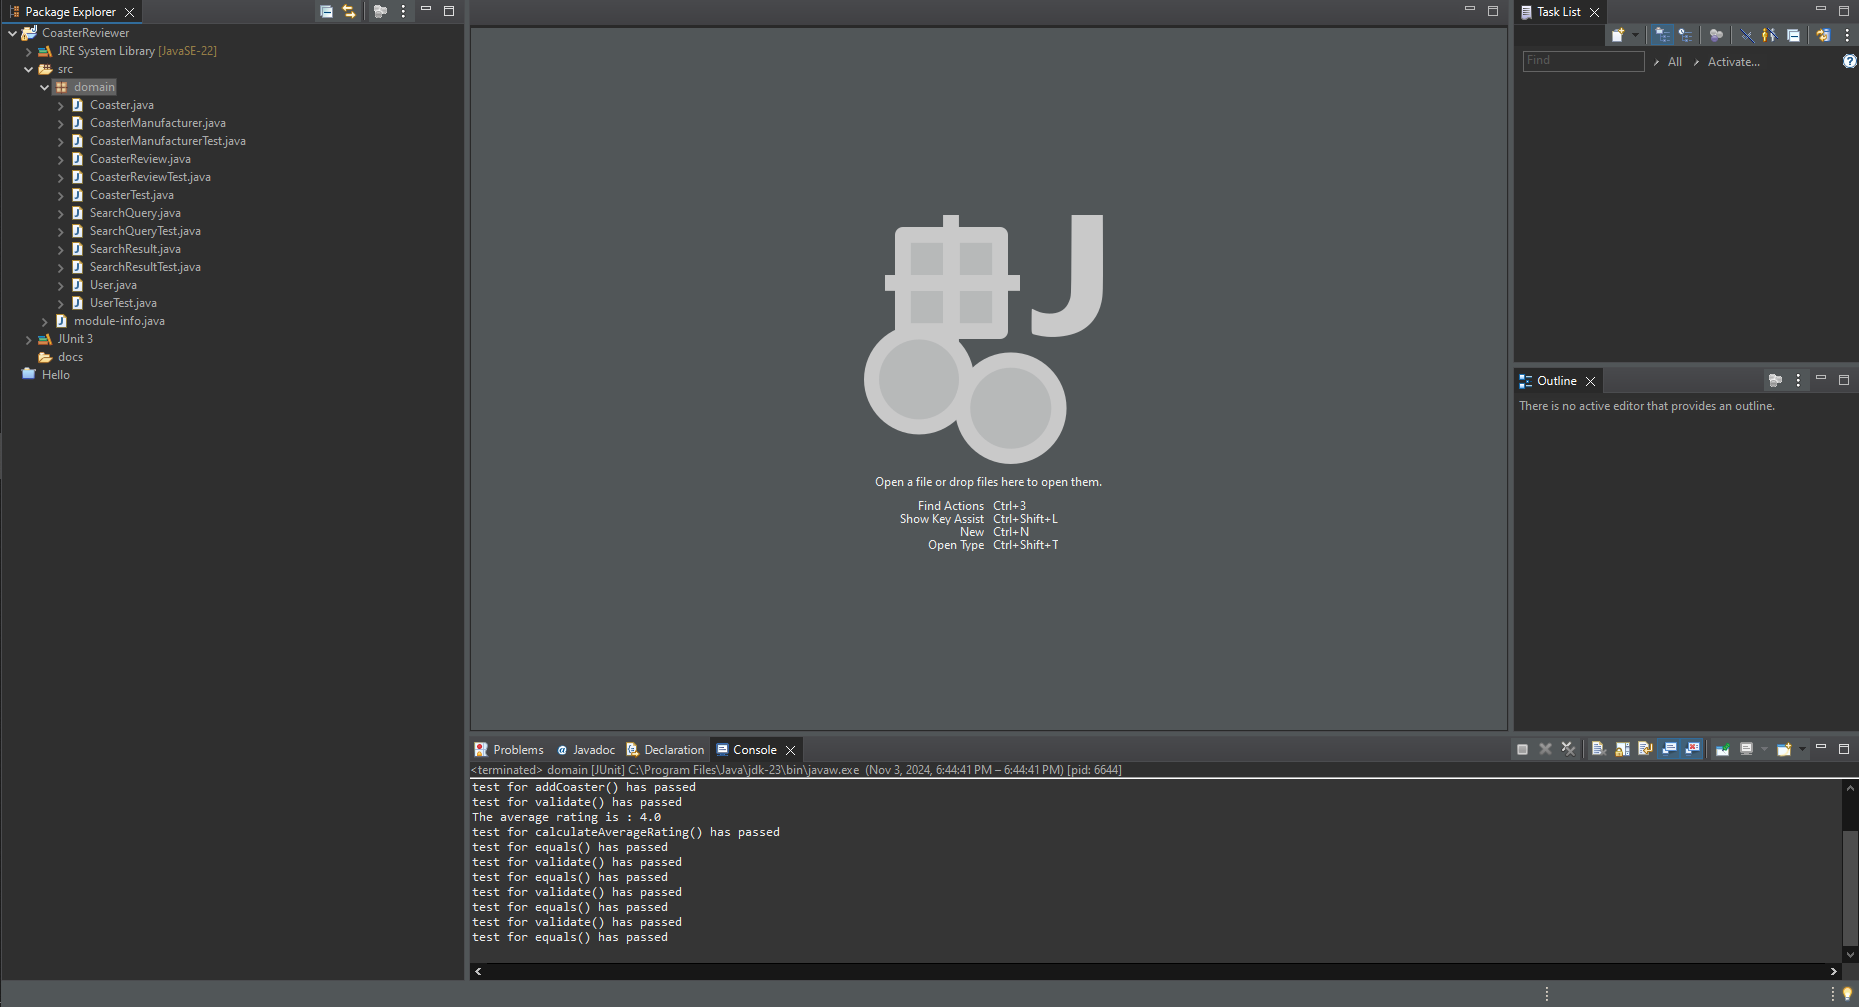 Package Explorer
CoasterReviewer
JRE System Library [JavaSE-22]
src
domain
Coaster.java
CoasterManufacturer.java
CoasterManufacturerTest.java
CoasterReview.java
CoasterReviewTest.java
CoasterTest.java
SearchQuery.java
SearchQueryTest.java
SearchResult.java
SearchResultTest.java
User.java
UserTest.java
module-info.java
JUnit 3
docs
Hello
J
Open a file or drop files here to open them.
Find Actions Ctrl+3
Show Key Assist Ctrl+Shift+L
New Ctrl+N
Open Type Ctrl+Shift+T
Task List
Find All Activate...
Outline
There is no active editor that provides an outline.
Problems Javadoc Declaration Console
<terminated> domain [JUnit] C:\Program Files\Java\jdk-23\bin\javaw.exe (Nov 3, 2024, 6:44:41 PM – 6:44:41 PM) [pid: 6644]
test for addCoaster() has passed
test for validate() has passed
The average rating is : 4.0
test for calculateAverageRating() has passed
test for equals() has passed
test for validate() has passed
test for equals() has passed
test for validate() has passed
test for equals() has passed
test for validate() has passed
test for equals() has passed